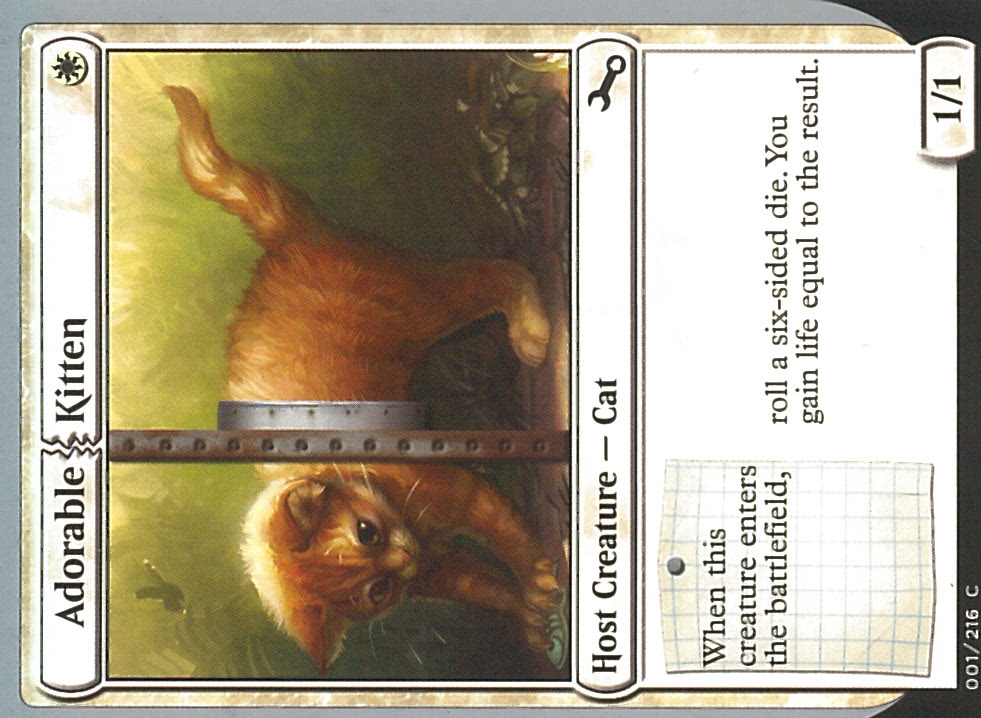 Adorable Kitten
Host Creature — Cat
When this
creature enters
the battlefield,
roll a six-sided die. You
gain life equal to the result.
1/1
001/216 C